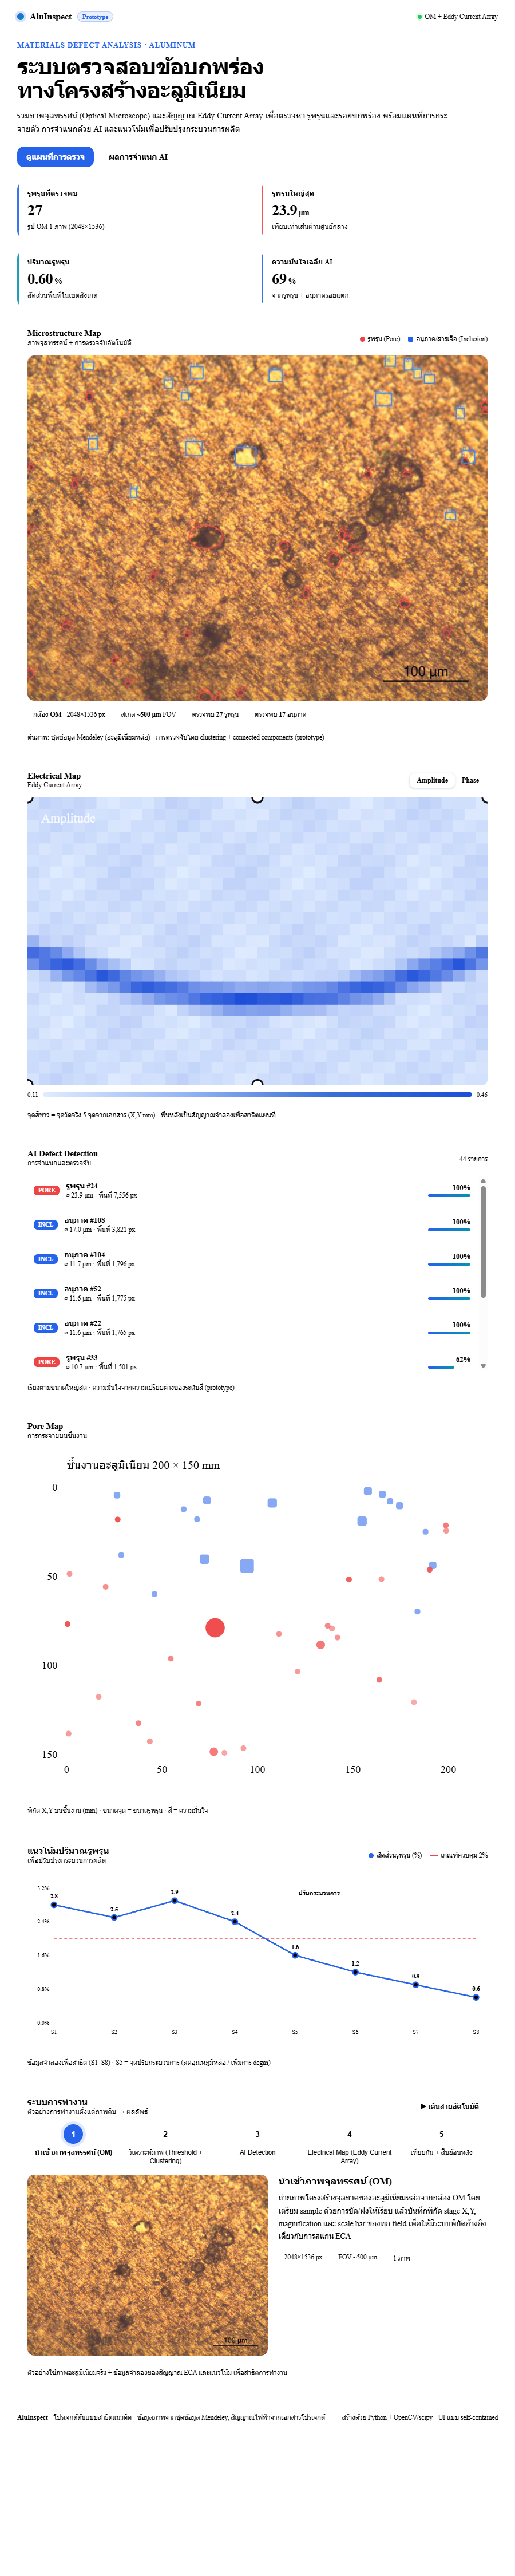 AluInspect Prototype
OM + Eddy Current Array
MATERIALS DEFECT ANALYSIS · ALUMINUM
ระบบตรวจสอบข้อบกพร่อง
ทางโครงสร้างอะลูมิเนียม
รวมภาพจุลทรรศน์ (Optical Microscope) และสัญญาณ Eddy Current Array เพื่อตรวจหา รูพรุนและรอยบกพร่อง พร้อมแผนที่การกระ
จายตัว การจำแนกด้วย AI และแนวโน้มเพื่อปรับปรุงกระบวนการผลิต
ดูแผนที่การตรวจ
ผลการจำแนก AI
รูพรุนที่ตรวจพบ
27
รูป OM 1 ภาพ (2048×1536)
รูพรุนใหญ่สุด
23.9 µm
เทียบเท่าเส้นผ่านศูนย์กลาง
ปริมาณรูพรุน
0.60 %
สัดส่วนพื้นที่ในเขตสังเกต
ความมั่นใจเฉลี่ย AI
69 %
จากรูพรุน + อนุภาครอยแตก
Microstructure Map
ภาพจุลทรรศน์ + การตรวจจับอัตโนมัติ
รูพรุน (Pore)
อนุภาค/สารเจือ (Inclusion)
100 µm
กล้อง OM · 2048×1536 px
สเกล ~500 µm FOV
ตรวจพบ 27 รูพรุน
ตรวจพบ 17 อนุภาค
ต้นภาพ: ชุดข้อมูล Mendeley (อะลูมิเนียมหล่อ) · การตรวจจับโดย clustering + connected components (prototype)
Electrical Map
Eddy Current Array
Amplitude
Phase
Amplitude
0.11
0.46
จุดสีขาว = จุดวัดจริง 5 จุดจากเอกสาร (X,Y mm) · พื้นหลังเป็นสัญญาณจำลองเพื่อสาธิตแผนที่
AI Defect Detection
การจำแนกและตรวจจับ
44 รายการ
PORE
รูพรุน #24
⌀ 23.9 µm · พื้นที่ 7,556 px
100%
INCL
อนุภาค #108
⌀ 17.0 µm · พื้นที่ 3,821 px
100%
INCL
อนุภาค #104
⌀ 11.7 µm · พื้นที่ 1,796 px
100%
INCL
อนุภาค #52
⌀ 11.6 µm · พื้นที่ 1,775 px
100%
INCL
อนุภาค #22
⌀ 11.6 µm · พื้นที่ 1,765 px
100%
PORE
รูพรุน #33
⌀ 10.7 µm · พื้นที่ 1,501 px
62%
เรียงตามขนาดใหญ่สุด · ความมั่นใจจากความเปรียบต่างของระดับสี (prototype)
Pore Map
การกระจายบนชิ้นงาน
ชิ้นงานอะลูมิเนียม 200 × 150 mm
0
50
100
150
0
50
100
150
200
พิกัด X,Y บนชิ้นงาน (mm) · ขนาดจุด = ขนาดรูพรุน · สี = ความมั่นใจ
แนวโน้มปริมาณรูพรุน
เพื่อปรับปรุงกระบวนการผลิต
สัดส่วนรูพรุน (%)
เกณฑ์ควบคุม 2%
3.2%
2.4%
1.6%
0.8%
0.0%
2.8
2.5
2.9
2.4
1.6
1.2
0.9
0.6
ปรับกระบวนการ
S1
S2
S3
S4
S5
S6
S7
S8
ข้อมูลจำลองเพื่อสาธิต (S1–S8) · S5 = จุดปรับกระบวนการ (ลดอุณหภูมิหล่อ / เพิ่มการ degas)
ระบบการทำงาน
ตัวอย่างการทำงานตั้งแต่ภาพดิบ → ผลลัพธ์
▶ เดินสายอัตโนมัติ
1
2
3
4
5
นำเข้าภาพจุลทรรศน์ (OM)
วิเคราะห์ภาพ (Threshold +
Clustering)
AI Detection
Electrical Map (Eddy Current
Array)
เทียบกัน + สืบย้อนหลัง
100 µm
นำเข้าภาพจุลทรรศน์ (OM)
ถ่ายภาพโครงสร้างจุลภาคของอะลูมิเนียมหล่อจากกล้อง OM โดย
เตรียม sample ด้วยการขัด/ฝังให้เรียบ แล้วบันทึกพิกัด stage X,Y,
magnification และ scale bar ของทุก field เพื่อให้มีระบบพิกัดอ้างอิง
เดียวกับการสแกน ECA
2048×1536 px
FOV ~500 µm
1 ภาพ
ตัวอย่างใช้ภาพอะลูมิเนียมจริง + ข้อมูลจำลองของสัญญาณ ECA และแนวโน้ม เพื่อสาธิตการทำงาน
AluInspect · โปรเจกต์ต้นแบบสาธิตแนวคิด · ข้อมูลภาพจากชุดข้อมูล Mendeley, สัญญาณไฟฟ้าจากเอกสารโปรเจกต์
สร้างด้วย Python + OpenCV/scipy · UI แบบ self-contained